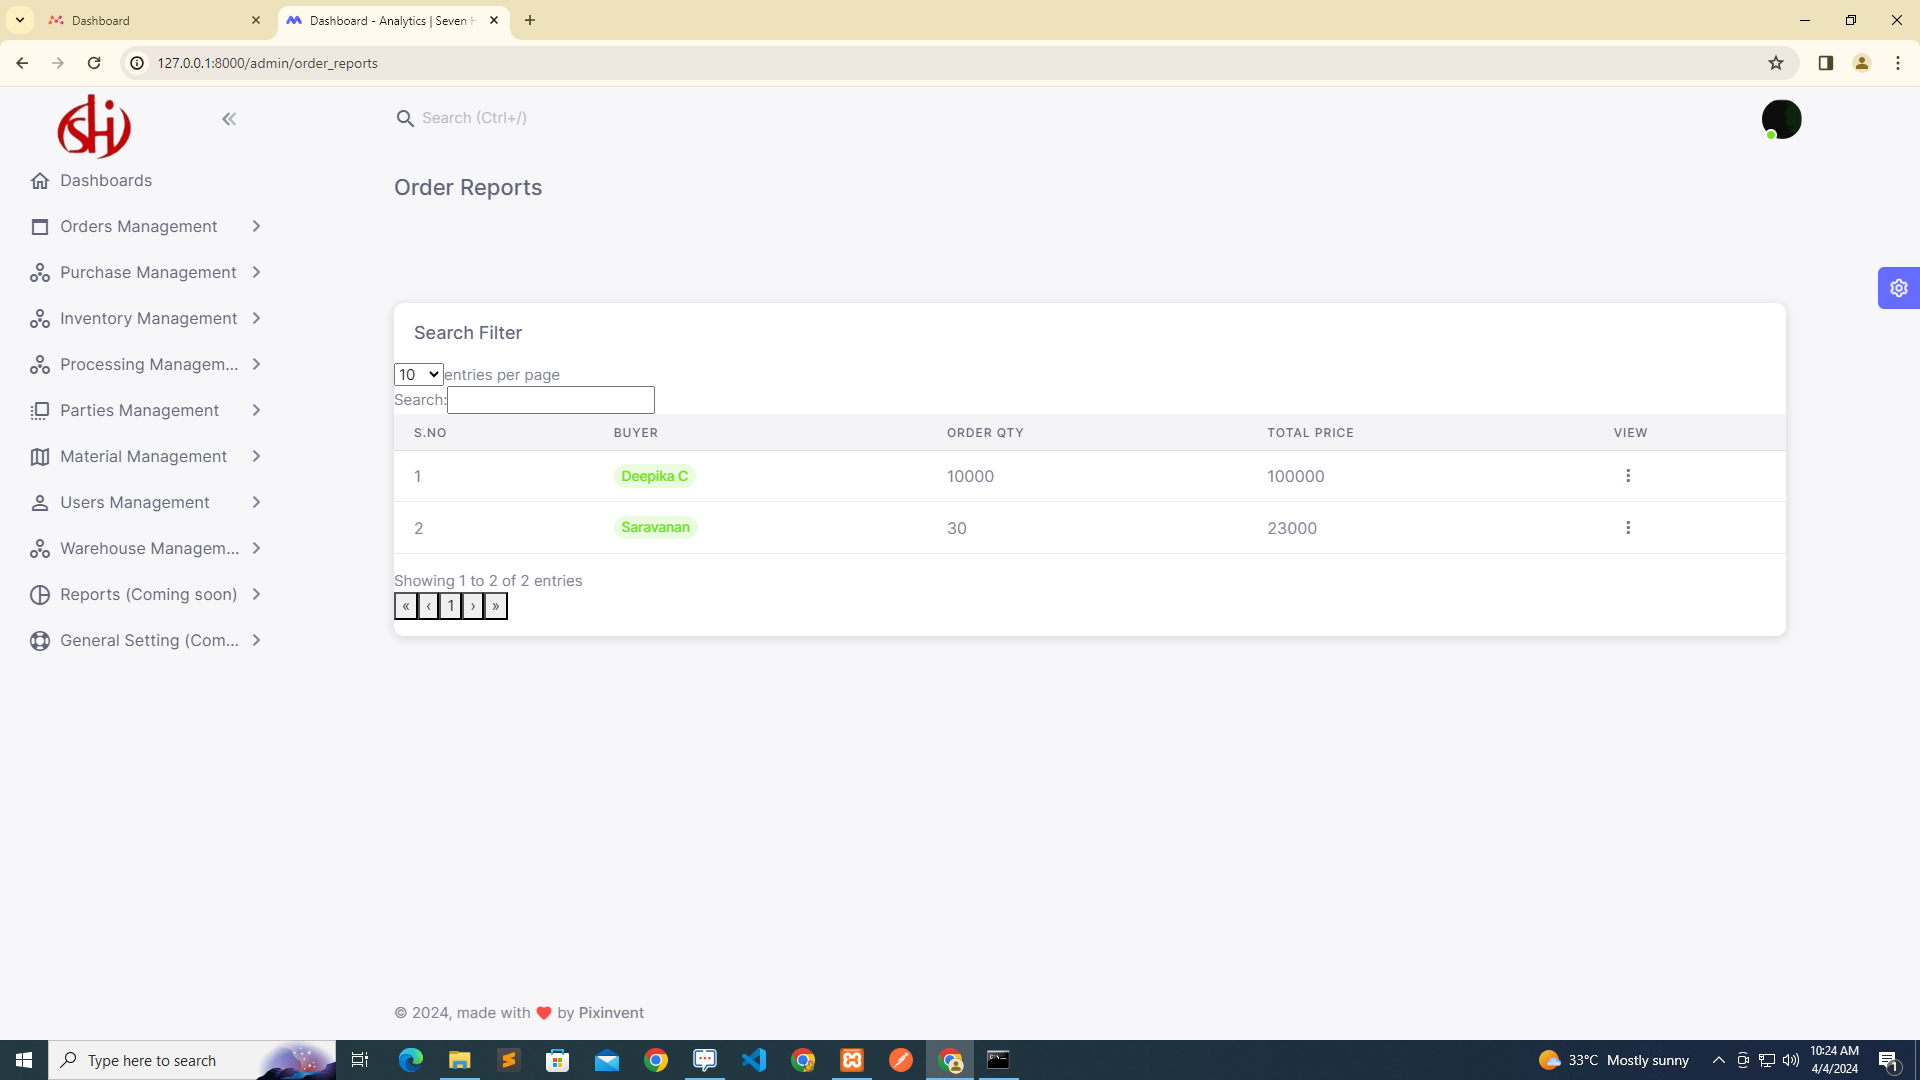 Dashboard
Dashboard - Analytics | Seven H
127.0.0.1:8000/admin/order_reports
SHI
Search (Ctrl+/)
Dashboards
Order Reports
Orders Management
Purchase Management
Inventory Management
Processing Managem...
Parties Management
Material Management
Users Management
Warehouse Managem...
Reports (Coming soon)
General Setting (Com...
Search Filter
10 entries per page
Search:
S.NO BUYER ORDER QTY TOTAL PRICE VIEW
1 Deepika C 10000 100000
2 Saravanan 30 23000
Showing 1 to 2 of 2 entries
« ‹ 1 › »
© 2024, made with ❤ by Pixinvent
Type here to search
33°C Mostly sunny
10:24 AM
4/4/2024
1